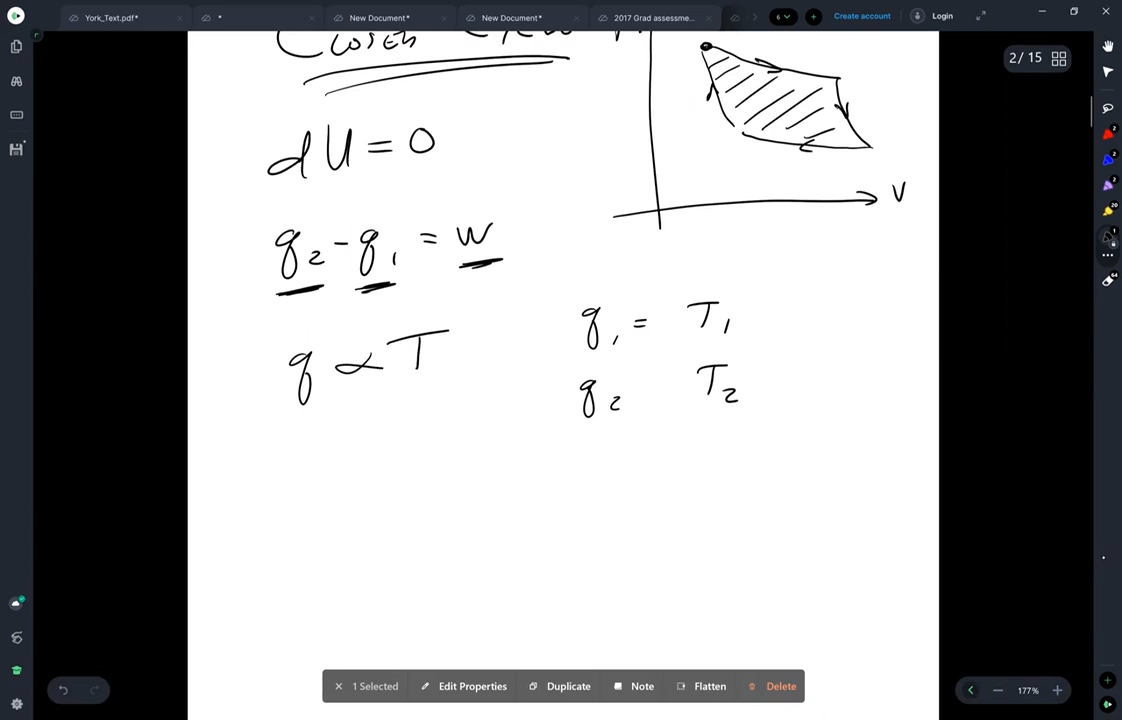 York_Text.pdf* * New Document* New Document* 2017 Grad assessme... 6 Create account Login
2 / 15
dU = 0
V
q₂ - q₁ = w
q₁ = T₁
q ∝ T
q₂ T₂
1 Selected Edit Properties Duplicate Note Flatten Delete
177%